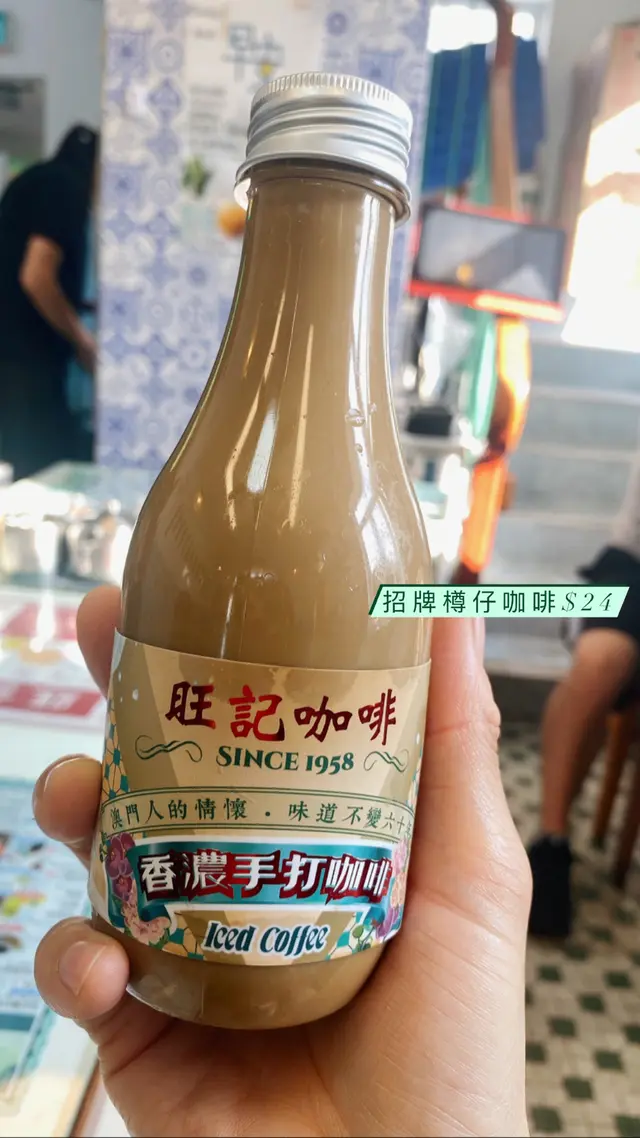 招牌樽仔咖啡$24
旺記咖啡
SINCE 1958
澳門人的情懷．味道不變六十
香濃手打咖啡
Iced Coffee